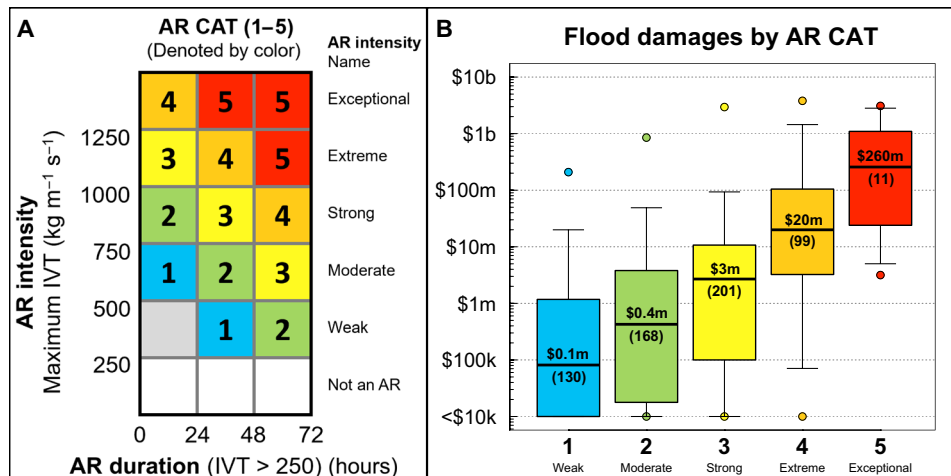 A
AR CAT (1–5)
(Denoted by color)
AR intensity
Name
4 5 5 Exceptional
1250
3 4 5 Extreme
1000
2 3 4 Strong
750
1 2 3 Moderate
500
1 2 Weak
250
Not an AR
0 24 48 72
AR duration (IVT > 250) (hours)
AR intensity
Maximum IVT (kg m⁻¹ s⁻¹)
B
Flood damages by AR CAT
$10b
$1b
$100m
$10m
$1m
$100k
<$10k
$0.1m
(130)
$0.4m
(168)
$3m
(201)
$20m
(99)
$260m
(11)
1 2 3 4 5
Weak Moderate Strong Extreme Exceptional